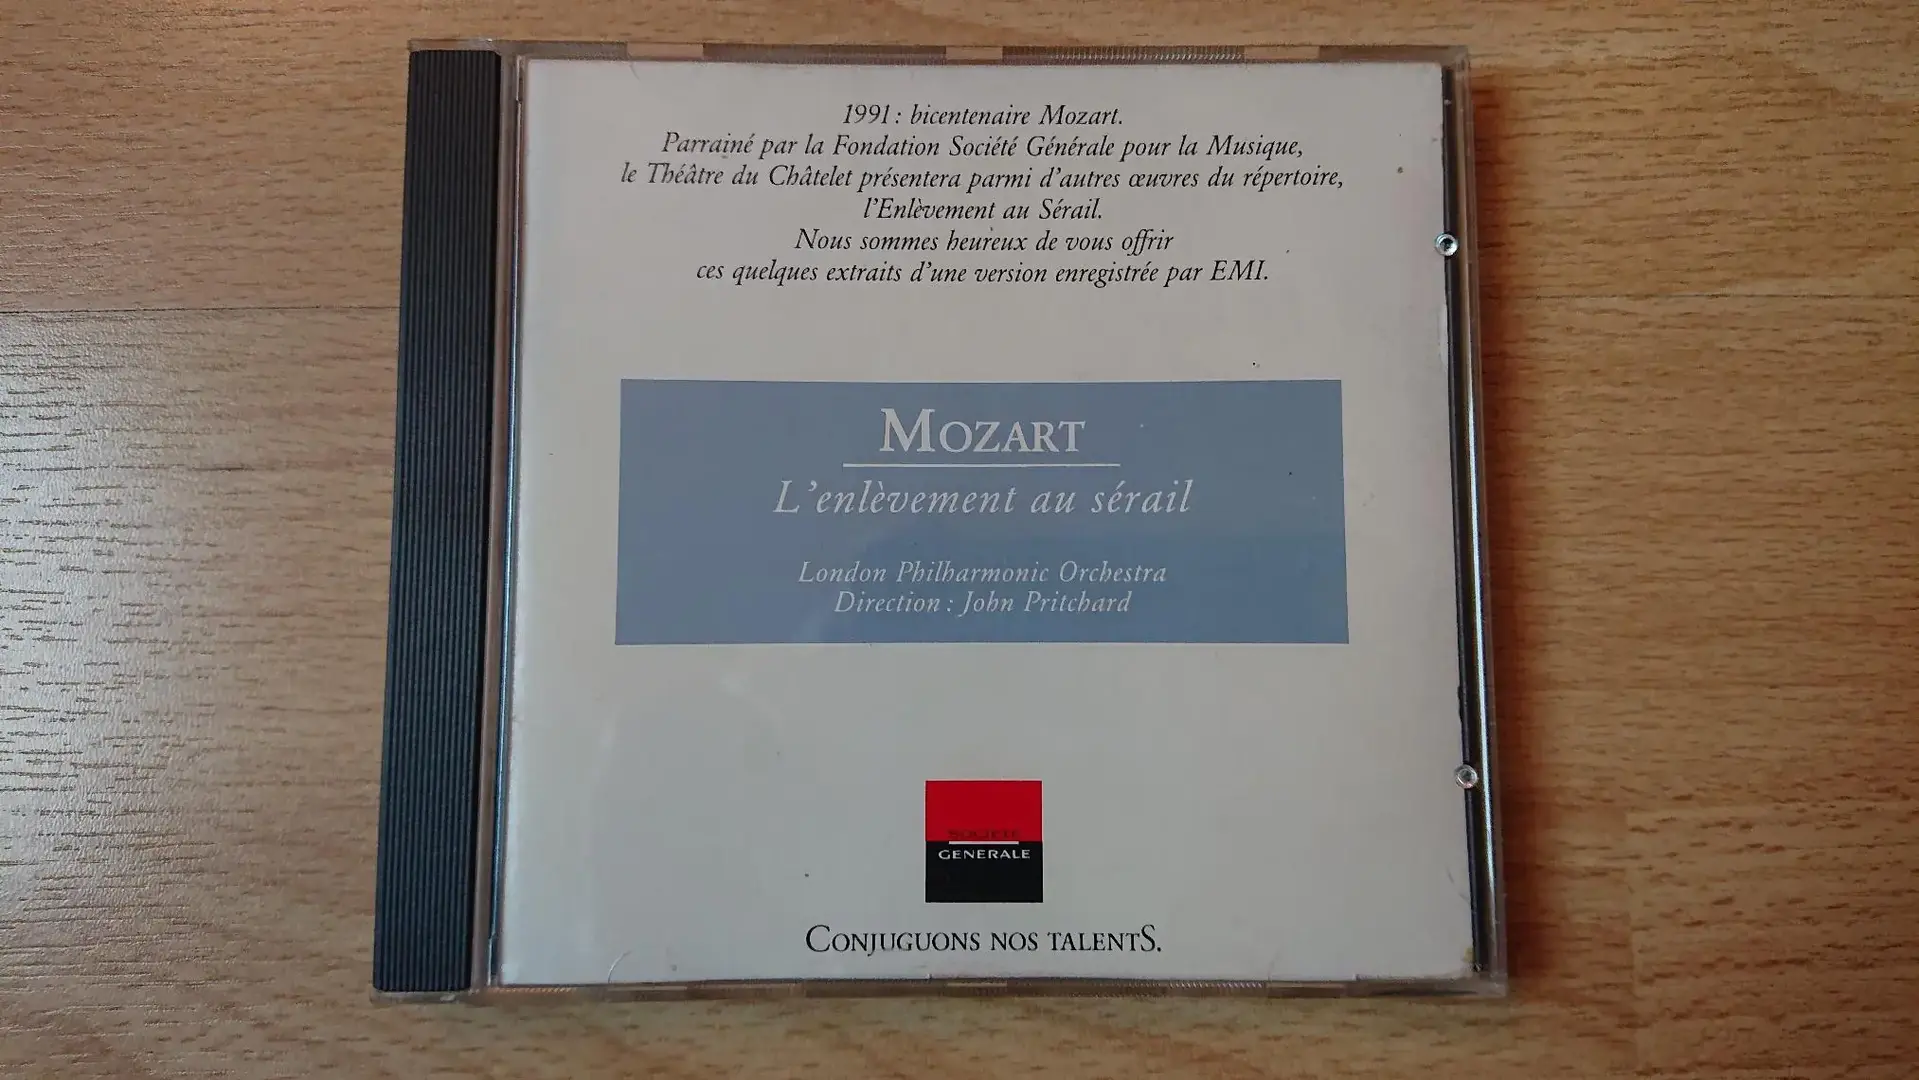 1991 : bicentenaire Mozart.
Parrainé par la Fondation Société Générale pour la Musique,
le Théâtre du Châtelet présentera parmi d'autres œuvres du répertoire,
l'Enlèvement au Sérail.
Nous sommes heureux de vous offrir
ces quelques extraits d'une version enregistrée par EMI.
MOZART
L'enlèvement au sérail
London Philharmonic Orchestra
Direction : John Pritchard
SOCIETE
GENERALE
CONJUGUONS NOS TALENTS.